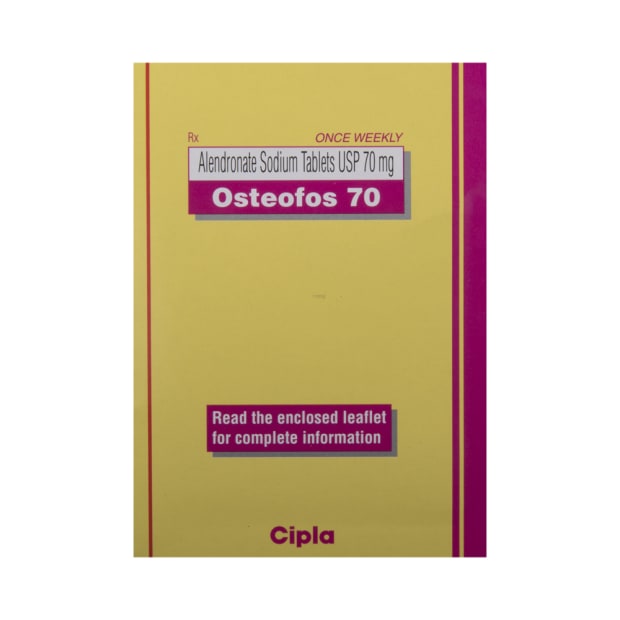 Rx ONCE WEEKLY
Alendronate Sodium Tablets USP 70 mg
Osteofos 70
Read the enclosed leaflet
for complete information
Cipla